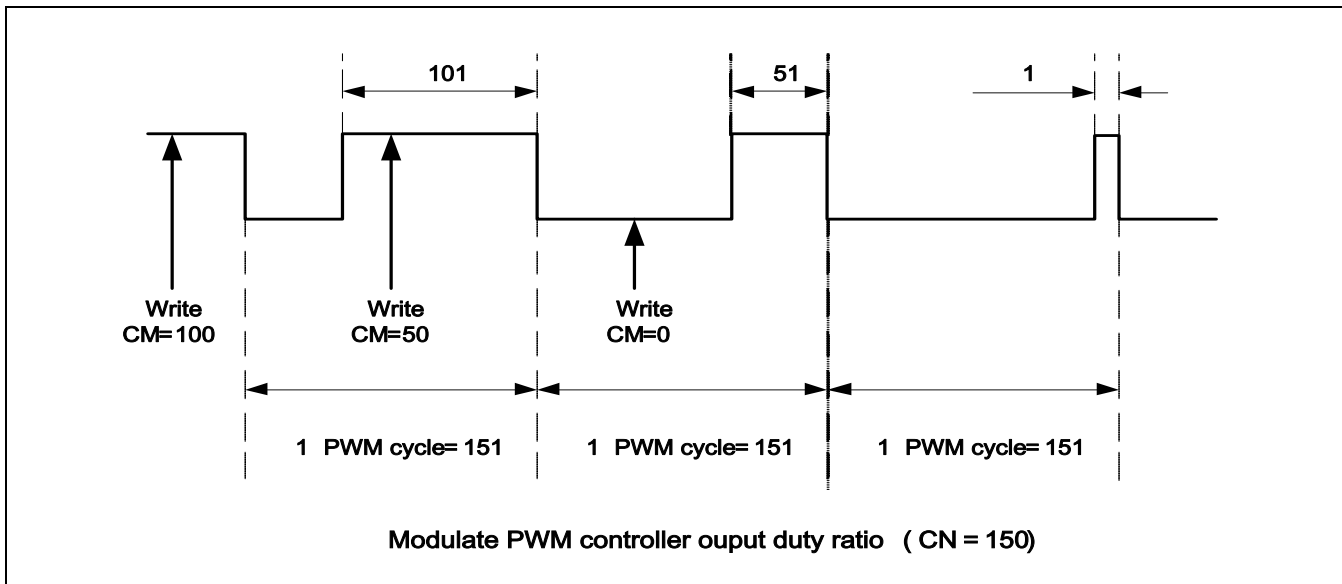 101
51
1
Write
CM=100
Write
CM=50
Write
CM=0
1 PWM cycle= 151
1 PWM cycle= 151
1 PWM cycle= 151
Modulate PWM controller ouput duty ratio ( CN = 150)